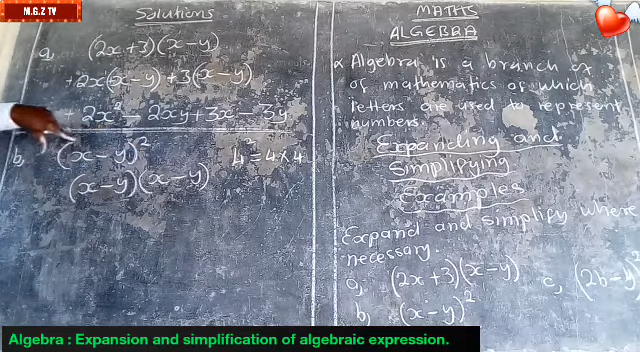 M.G.Z TV
Solutions
a, (2x+3)(x-y)
+2x(x-y)+3(x-y)
+2x² - 2xy+3x-3y
b, (x-y)² 4²=4×4
(x-y)(x-y)
MATHS
ALGEBRA
* Algebra is a branch of
of mathematics of which
letters are used to represent
numbers.
Expanding and
Simplifying
Examples
Expand and simplify where
necessary.
a, (2x+3)(x-y) c, (2b-y)²
b, (x-y)²
Algebra : Expansion and simplification of algebraic expression.